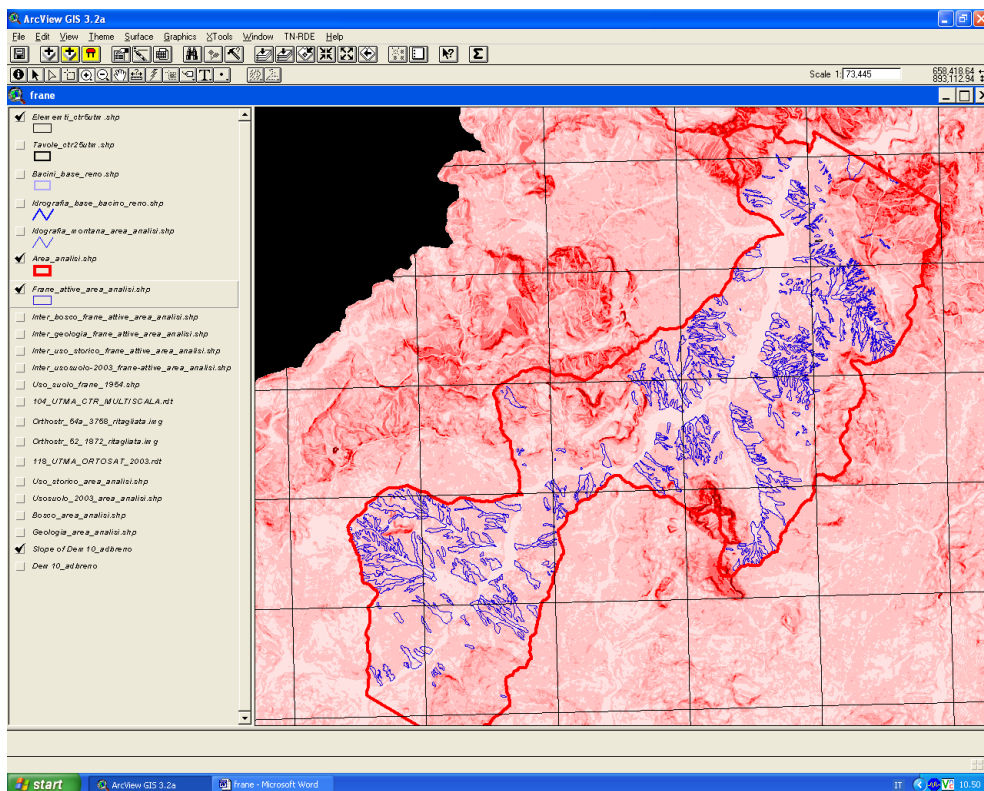 ArcView GIS 3.2a
File Edit View Theme Surface Graphics XTools Window TN-RDE Help
Scale 1: 73,445
658,418.64
893,112.94
frane
Elementi_ctr5utm.shp
Tavole_ctr25utm.shp
Bacini_base_reno.shp
Idrografia_base_bacino_reno.shp
Idografia_montana_area_analisi.shp
Area_analisi.shp
Frane_attive_area_analisi.shp
Inter_bosco_frane_attive_area_analisi.shp
Inter_geologia_frane_attive_area_analisi.shp
Inter_uso_storico_frane_attive_area_analisi.shp
Inter_usosuolo-2003_frane-attive_area_analisi.shp
Uso_suolo_frane_1954.shp
104_UTMA_CTR_MULTISCALA.rdt
Orthostr_54a_3758_ritagliata.img
Orthostr_62_1872_ritagliata.img
118_UTMA_ORTOSAT_2003.rdt
Uso_storico_area_analisi.shp
Usosuolo_2003_area_analisi.shp
Bosco_area_analisi.shp
Geologia_area_analisi.shp
Slope of Dem 10_adbreno
Dem 10_adbreno
start
ArcView GIS 3.2a
frane - Microsoft Word
IT
10.50